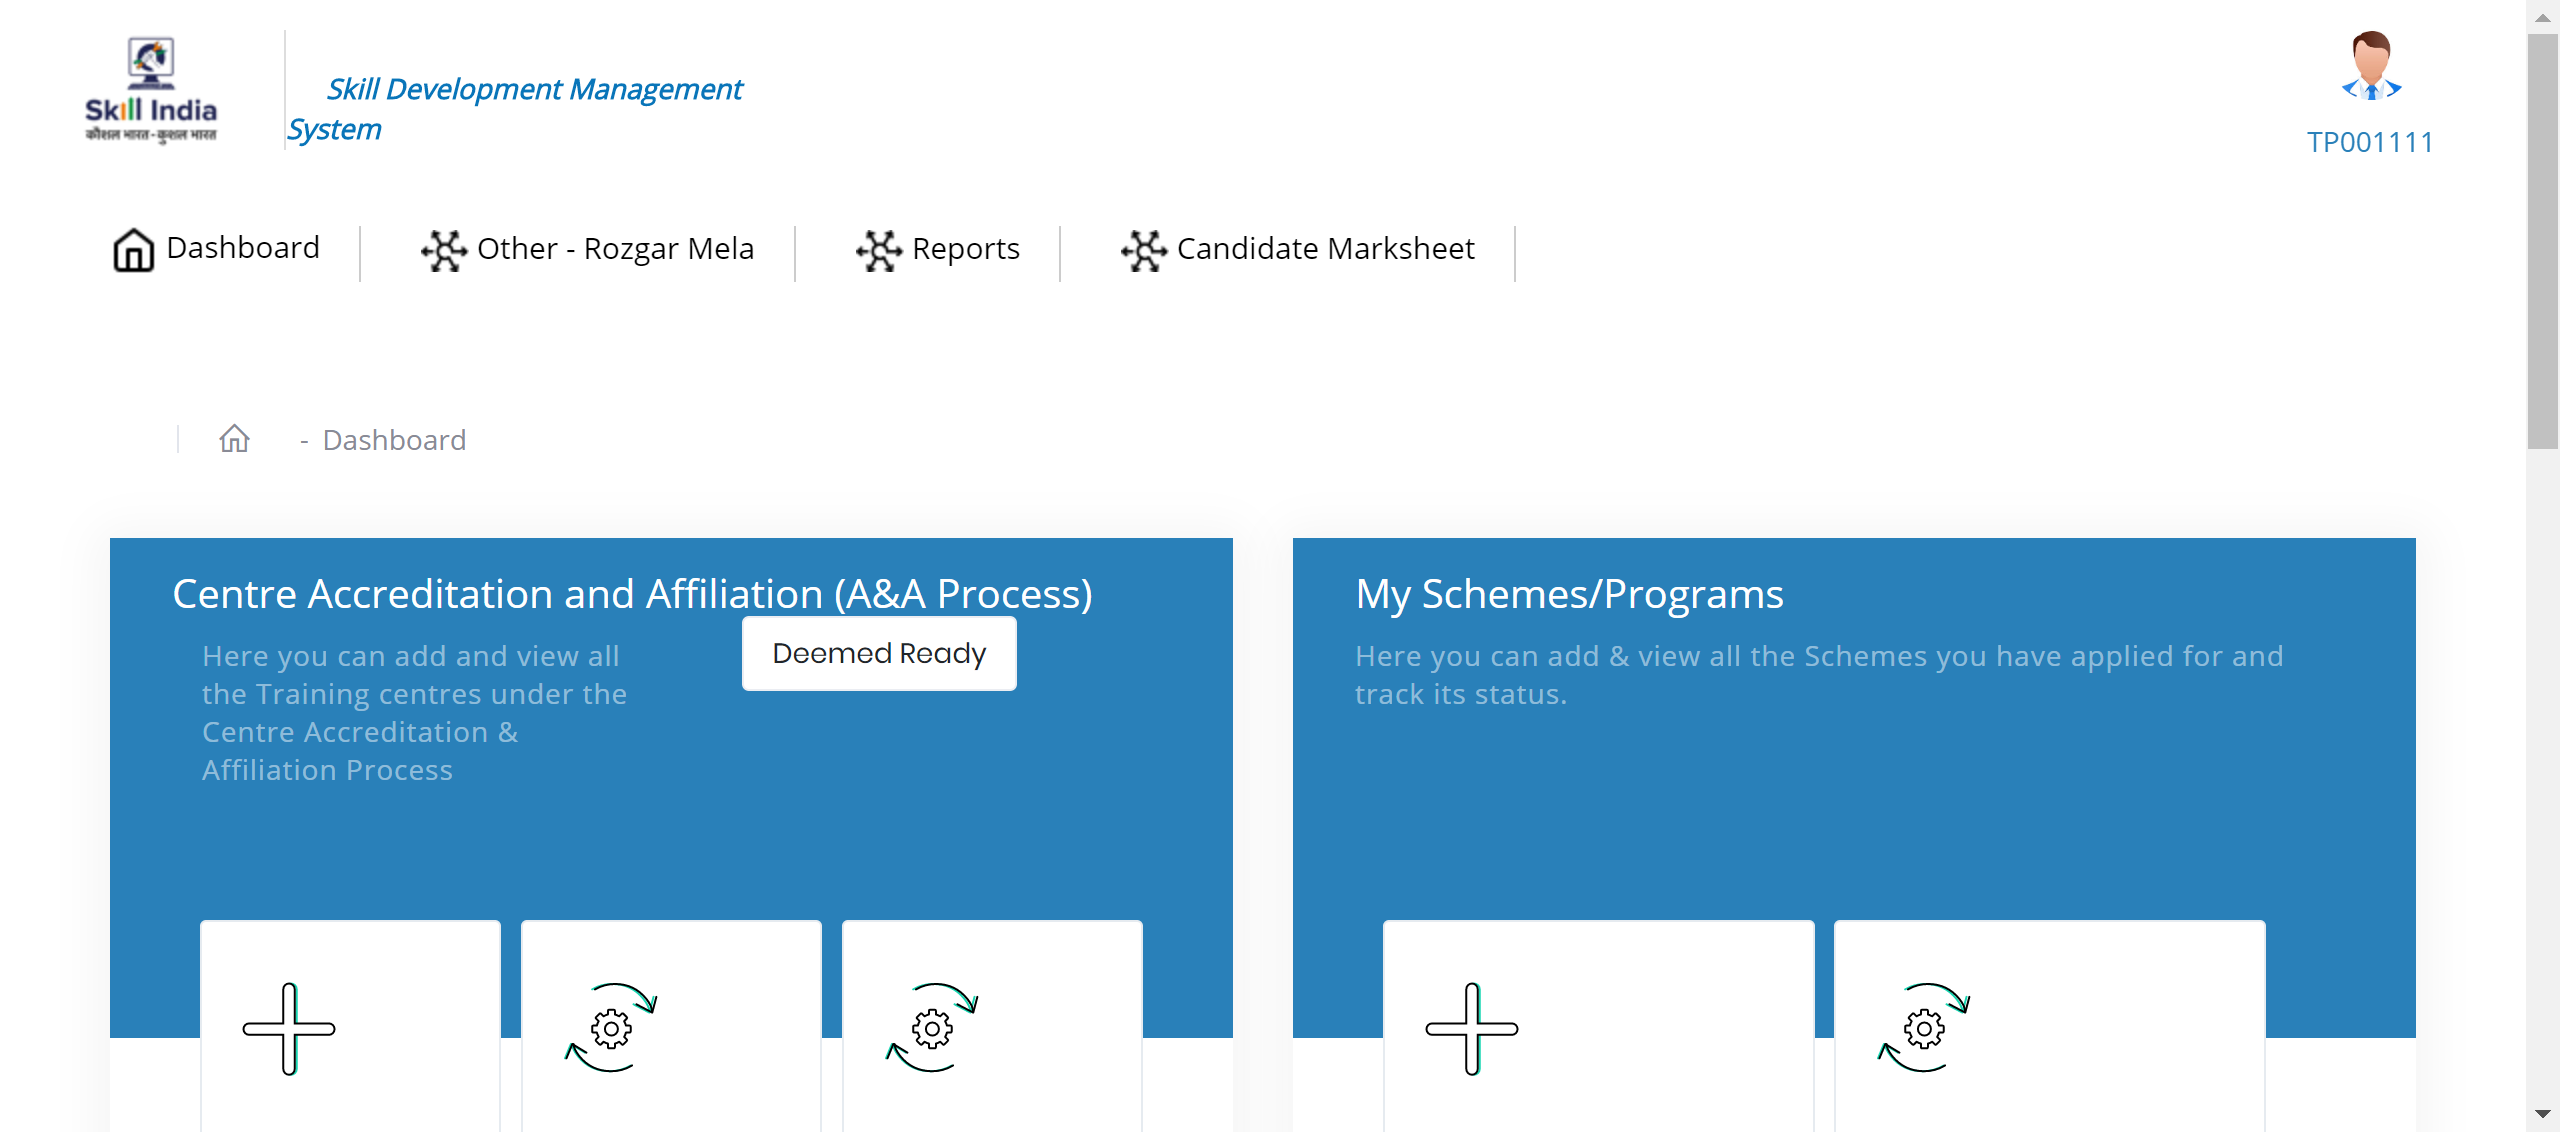 Skill India
कौशल भारत - कुशल भारत
Skill Development Management
System
TP001111
Dashboard
Other - Rozgar Mela
Reports
Candidate Marksheet
- Dashboard
Centre Accreditation and Affiliation (A&A Process)
Here you can add and view all
the Training centres under the
Centre Accreditation &
Affiliation Process
Deemed Ready
My Schemes/Programs
Here you can add & view all the Schemes you have applied for and
track its status.